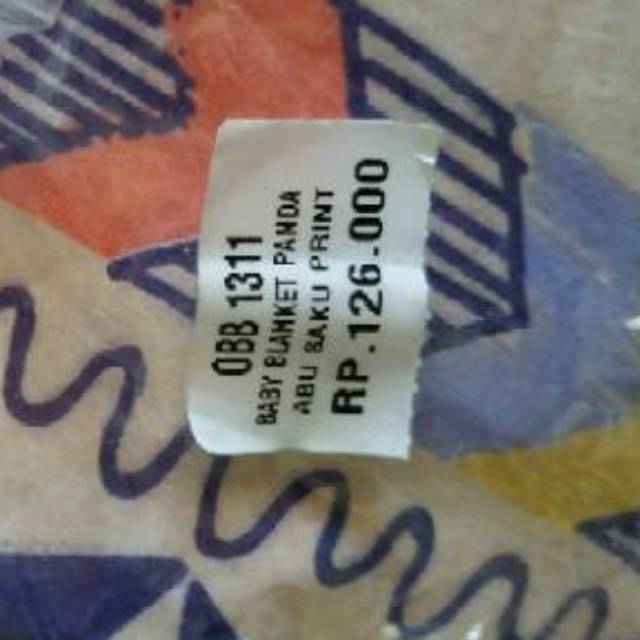 OBB 1311
BABY BLANKET PANDA
ABU SAKU PRINT
RP.126.000